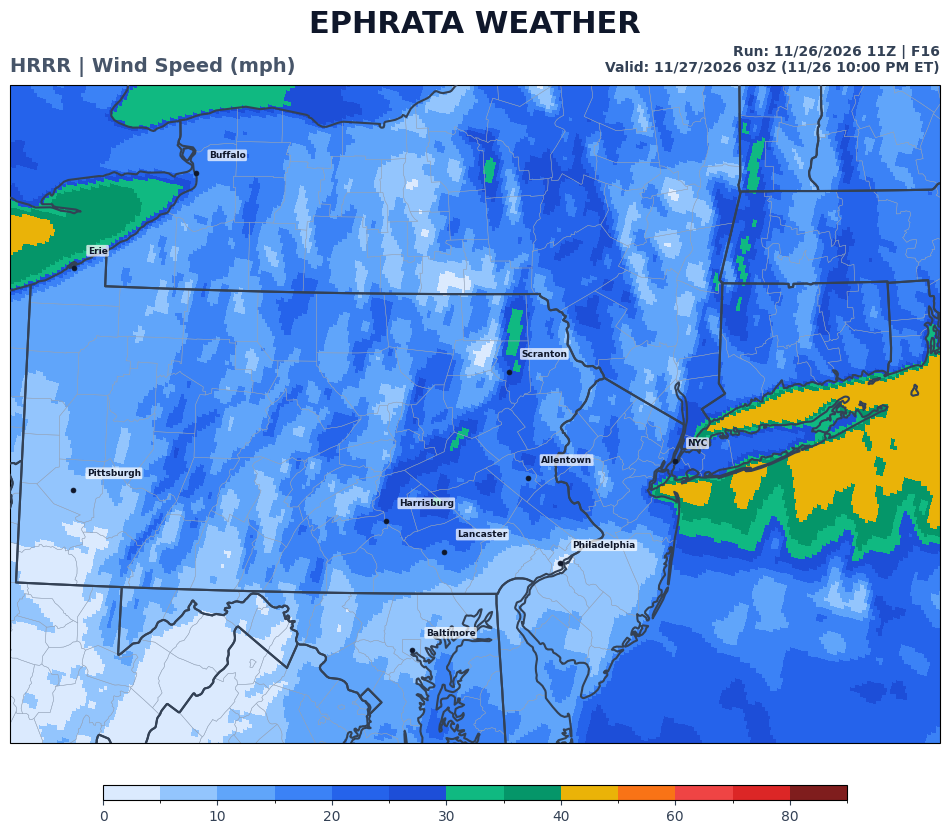 EPHRATA WEATHER
HRRR | Wind Speed (mph)
Run: 11/26/2026 11Z | F16
Valid: 11/27/2026 03Z (11/26 10:00 PM ET)
Buffalo
Erie
Scranton
NYC
Allentown
Pittsburgh
Harrisburg
Lancaster
Philadelphia
Baltimore
0 10 20 30 40 50 60 70 80